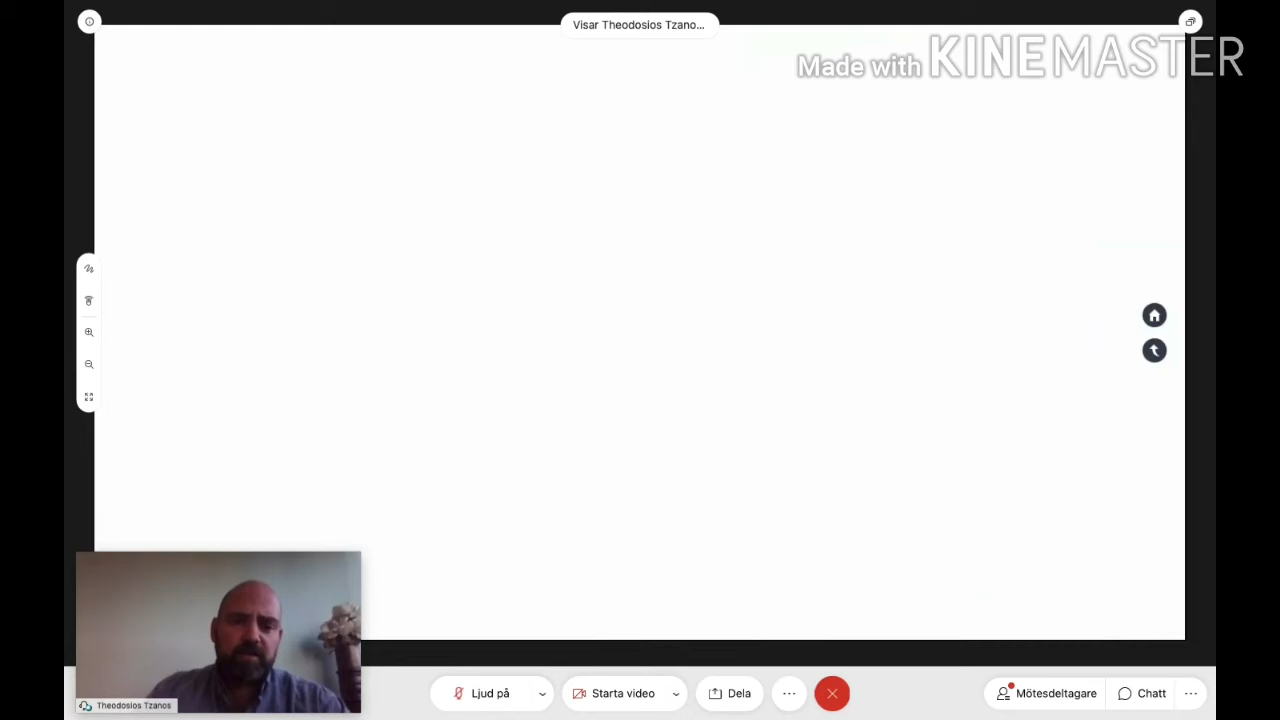 Visar Theodosios Tzano...
Made with KINEMASTER
Theodosios Tzanos
Ljud på
Starta video
Dela
Mötesdeltagare
Chatt